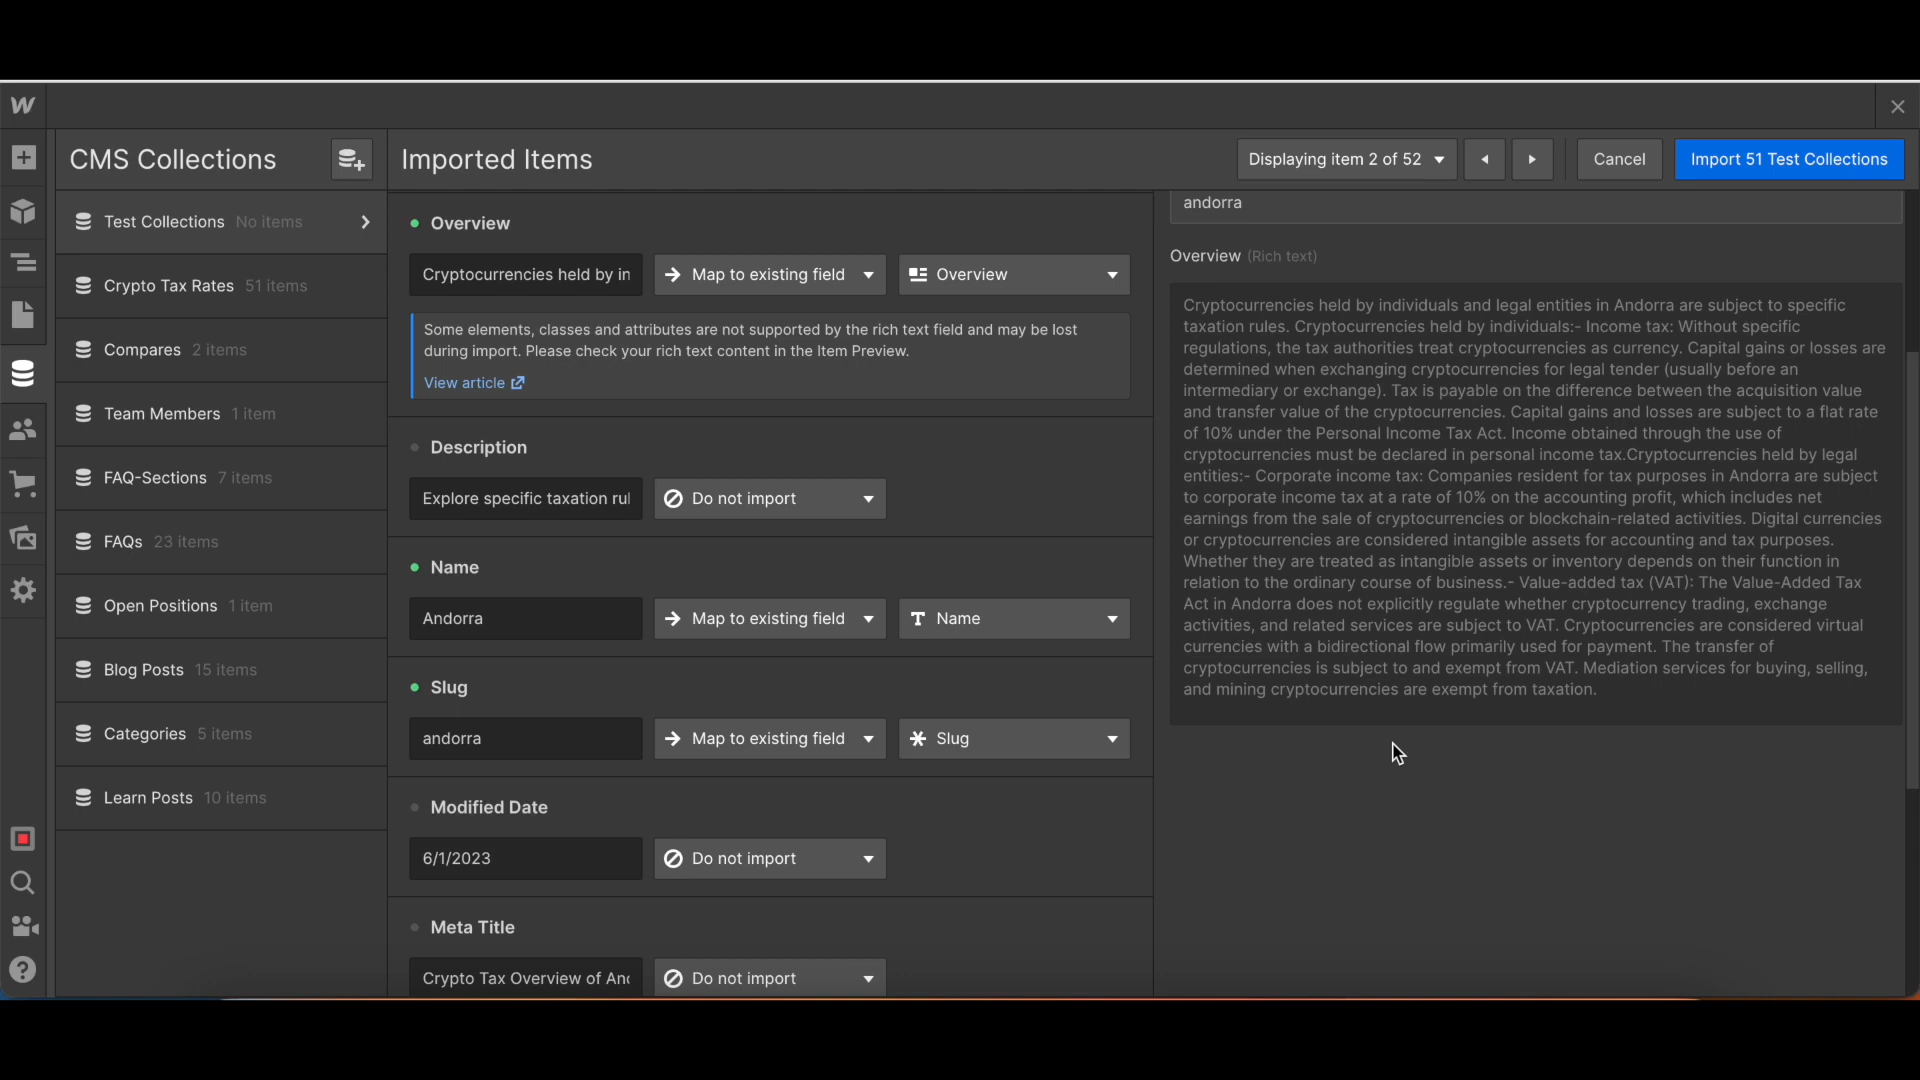 W
CMS Collections
Imported Items
Displaying item 2 of 52
Cancel
Import 51 Test Collections
Test Collections No items
Crypto Tax Rates 51 items
Compares 2 items
Team Members 1 item
FAQ-Sections 7 items
FAQs 23 items
Open Positions 1 item
Blog Posts 15 items
Categories 5 items
Learn Posts 10 items
Overview
Cryptocurrencies held by in
Map to existing field
Overview
Some elements, classes and attributes are not supported by the rich text field and may be lost
during import. Please check your rich text content in the Item Preview.
View article
Description
Explore specific taxation rul
Do not import
Name
Andorra
Map to existing field
Name
Slug
andorra
Map to existing field
Slug
Modified Date
6/1/2023
Do not import
Meta Title
Crypto Tax Overview of And
Do not import
andorra
Overview (Rich text)
Cryptocurrencies held by individuals and legal entities in Andorra are subject to specific
taxation rules. Cryptocurrencies held by individuals:- Income tax: Without specific
regulations, the tax authorities treat cryptocurrencies as currency. Capital gains or losses are
determined when exchanging cryptocurrencies for legal tender (usually before an
intermediary or exchange). Tax is payable on the difference between the acquisition value
and transfer value of the cryptocurrencies. Capital gains and losses are subject to a flat rate
of 10% under the Personal Income Tax Act. Income obtained through the use of
cryptocurrencies must be declared in personal income tax.Cryptocurrencies held by legal
entities:- Corporate income tax: Companies resident for tax purposes in Andorra are subject
to corporate income tax at a rate of 10% on the accounting profit, which includes net
earnings from the sale of cryptocurrencies or blockchain-related activities. Digital currencies
or cryptocurrencies are considered intangible assets for accounting and tax purposes.
Whether they are treated as intangible assets or inventory depends on their function in
relation to the ordinary course of business.- Value-added tax (VAT): The Value-Added Tax
Act in Andorra does not explicitly regulate whether cryptocurrency trading, exchange
activities, and related services are subject to VAT. Cryptocurrencies are considered virtual
currencies with a bidirectional flow primarily used for payment. The transfer of
cryptocurrencies is subject to and exempt from VAT. Mediation services for buying, selling,
and mining cryptocurrencies are exempt from taxation.